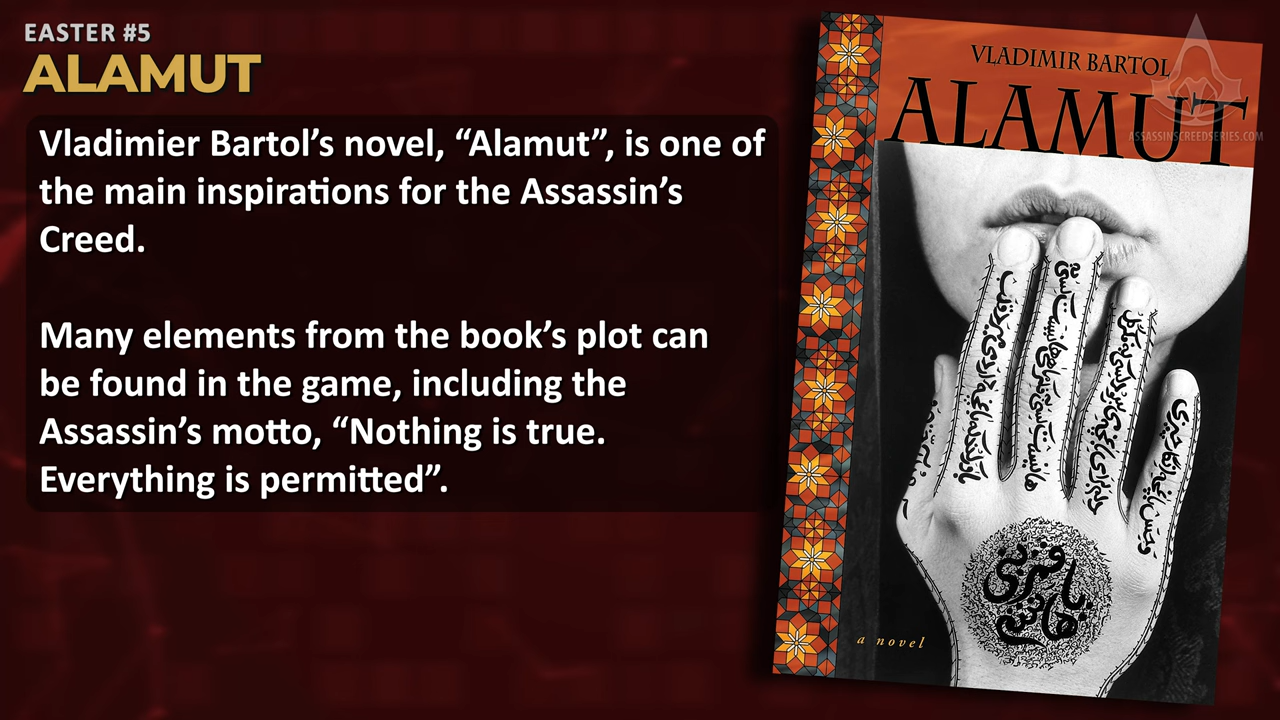 EASTER #5
ALAMUT
Vladimier Bartol’s novel, “Alamut”, is one of
the main inspirations for the Assassin’s
Creed.
Many elements from the book’s plot can
be found in the game, including the
Assassin’s motto, “Nothing is true.
Everything is permitted”.
VLADIMIR BARTOL
ALAMUT
ASSASSINSCREEDSERIES.COM
a novel